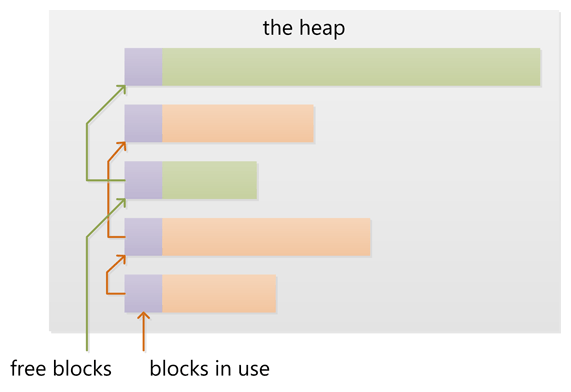 the heap
free blocks
blocks in use